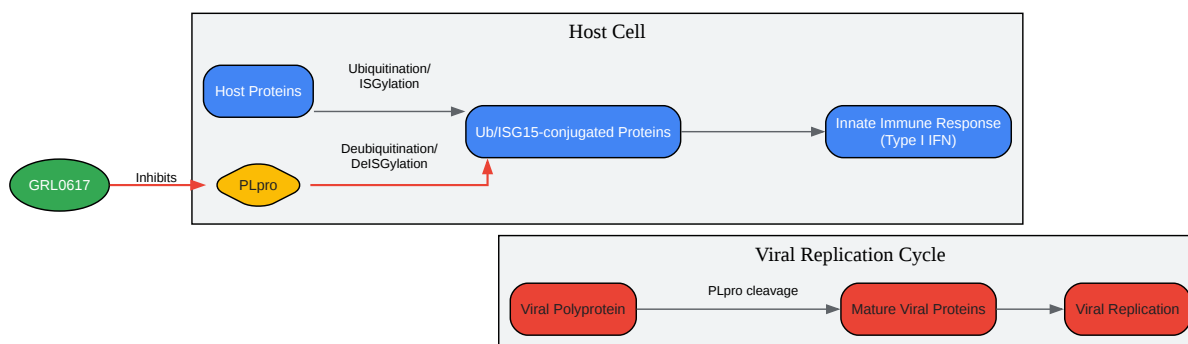 Host Cell
Host Proteins
Ubiquitination/
ISGylation
Ub/ISG15-conjugated Proteins
Innate Immune Response
(Type I IFN)
GRL0617
Inhibits
PLpro
Deubiquitination/
DeISGylation
Viral Replication Cycle
Viral Polyprotein
PLpro cleavage
Mature Viral Proteins
Viral Replication